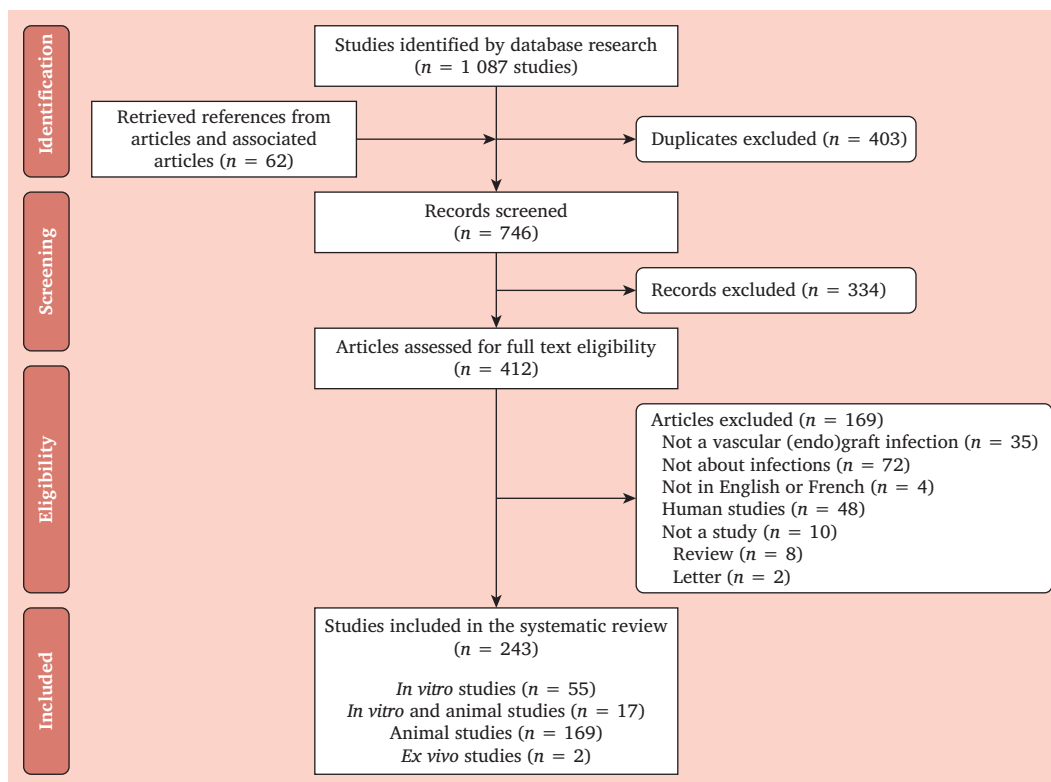 Identification
Studies identified by database research
(n = 1 087 studies)
Retrieved references from
articles and associated
articles (n = 62)
Duplicates excluded (n = 403)
Screening
Records screened
(n = 746)
Records excluded (n = 334)
Articles assessed for full text eligibility
(n = 412)
Eligibility
Articles excluded (n = 169)
Not a vascular (endo)graft infection (n = 35)
Not about infections (n = 72)
Not in English or French (n = 4)
Human studies (n = 48)
Not a study (n = 10)
Review (n = 8)
Letter (n = 2)
Included
Studies included in the systematic review
(n = 243)
In vitro studies (n = 55)
In vitro and animal studies (n = 17)
Animal studies (n = 169)
Ex vivo studies (n = 2)